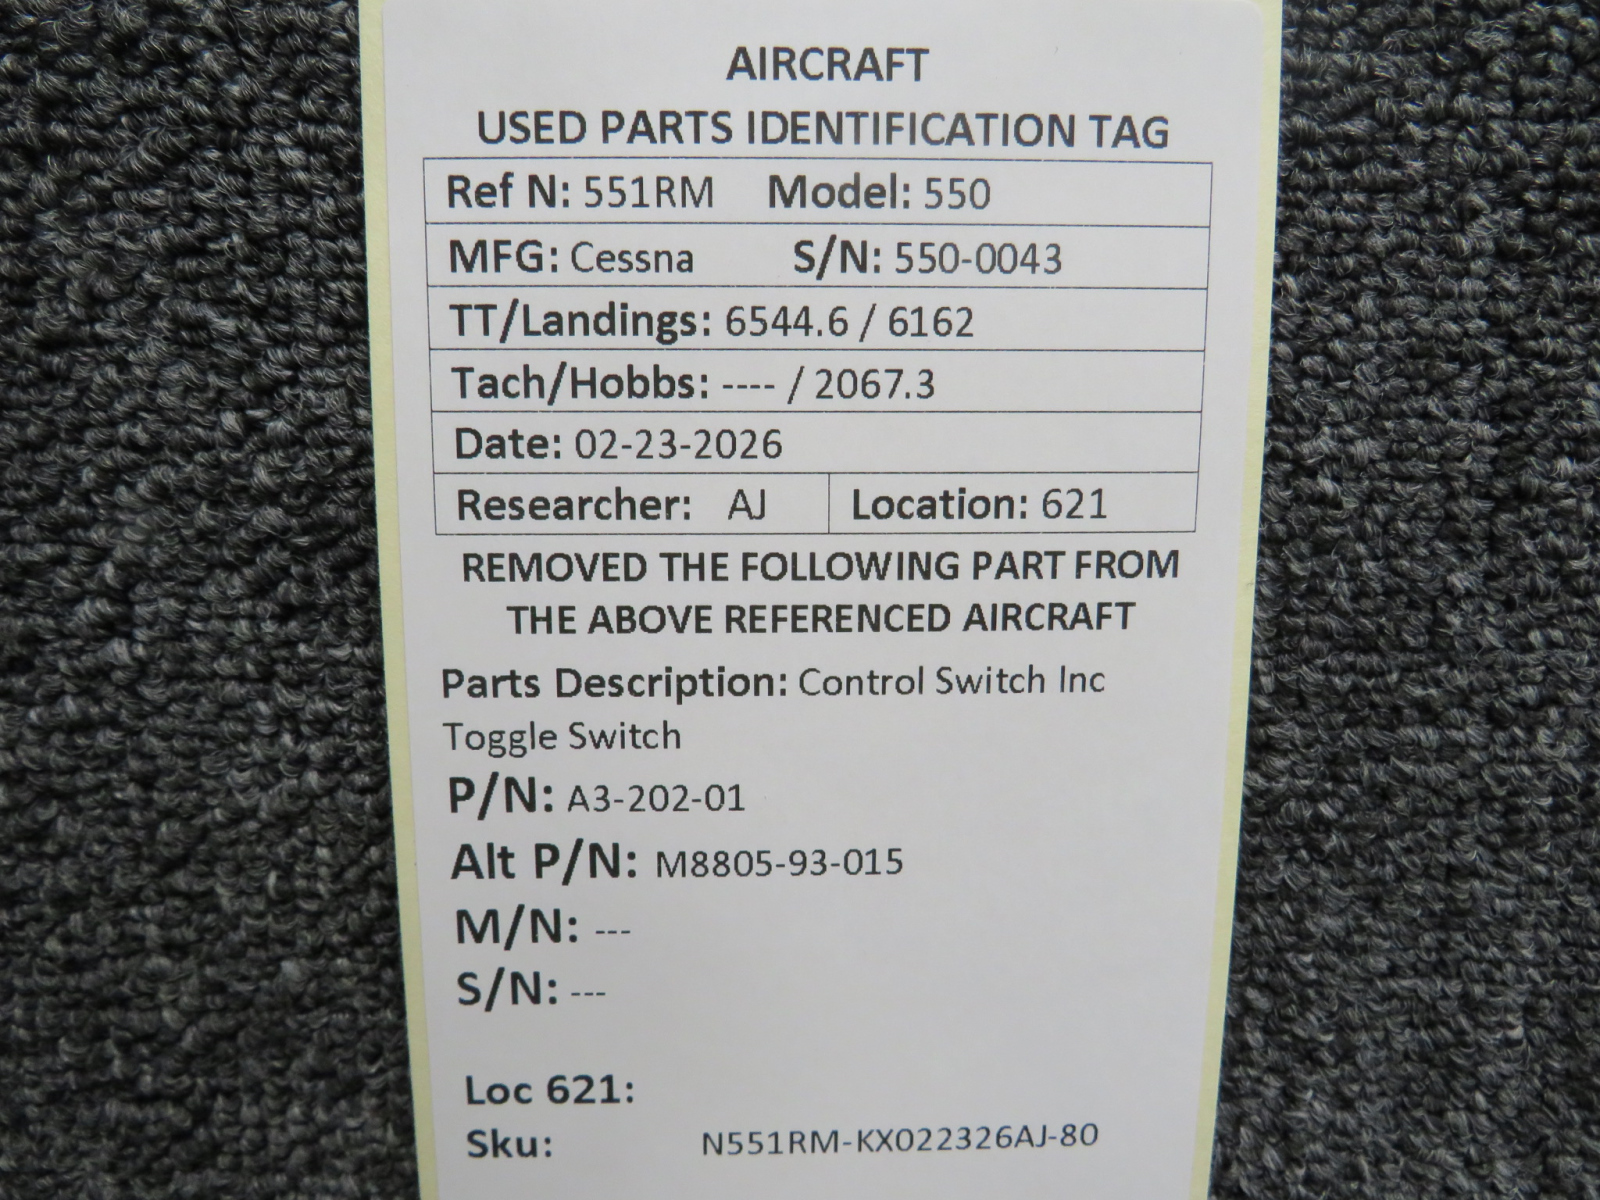 AIRCRAFT
USED PARTS IDENTIFICATION TAG
Ref N: 551RM Model: 550
MFG: Cessna S/N: 550-0043
TT/Landings: 6544.6 / 6162
Tach/Hobbs: ---- / 2067.3
Date: 02-23-2026
Researcher: AJ Location: 621
REMOVED THE FOLLOWING PART FROM
THE ABOVE REFERENCED AIRCRAFT
Parts Description: Control Switch Inc
Toggle Switch
P/N: A3-202-01
Alt P/N: M8805-93-015
M/N: ---
S/N: ---
Loc 621:
Sku: N551RM-KX022326AJ-80